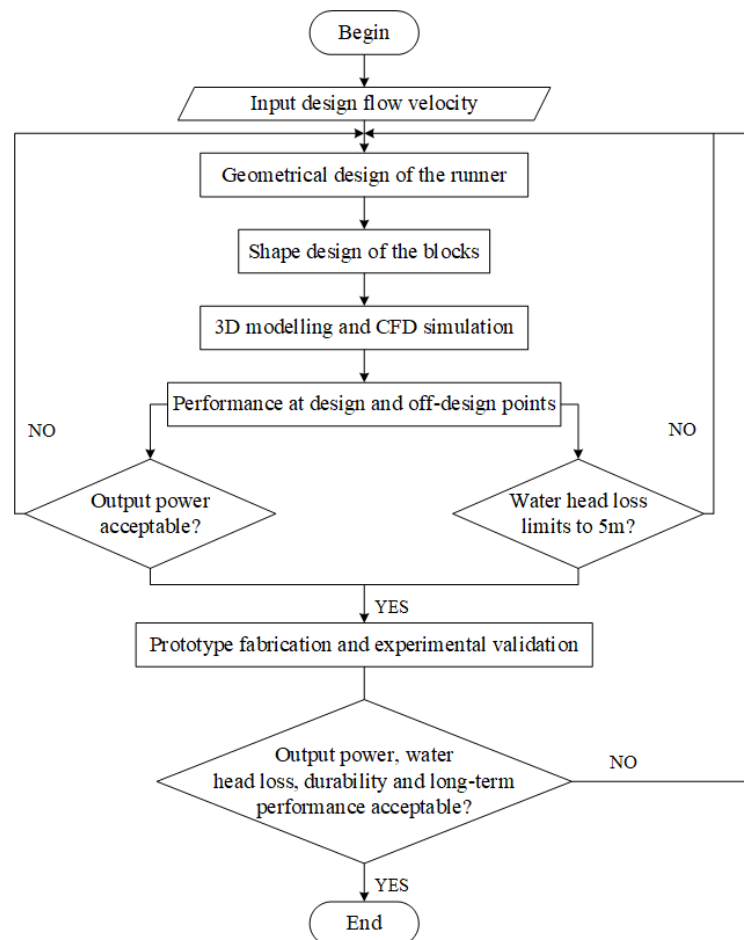 Begin
Input design flow velocity
Geometrical design of the runner
Shape design of the blocks
3D modelling and CFD simulation
Performance at design and off-design points
NO
NO
Output power
acceptable?
Water head loss
limits to 5m?
YES
Prototype fabrication and experimental validation
Output power, water
head loss, durability and long-term
performance acceptable?
NO
YES
End